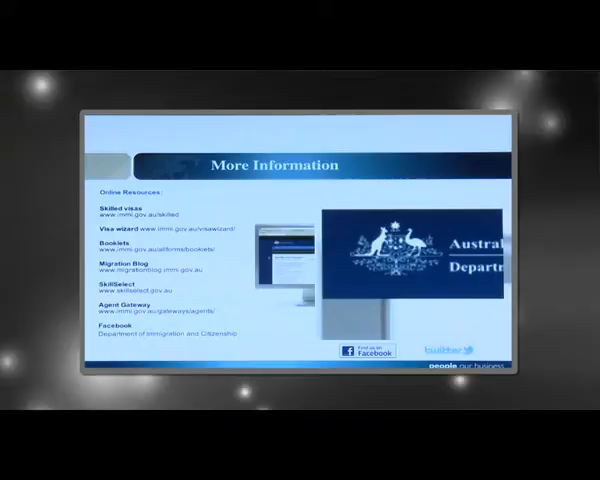 More Information
Online Resources:
Skilled visas
www.immi.gov.au/skilled
Visa wizard www.immi.gov.au/visawizard/
Booklets
www.immi.gov.au/allforms/booklets/
Migration Blog
www.migrationblog.immi.gov.au
SkillSelect
www.skillselect.gov.au
Agent Gateway
www.immi.gov.au/gateways/agents/
Facebook
Department of Immigration and Citizenship
Austral
Departm
Find us on
Facebook
twitter
people our business